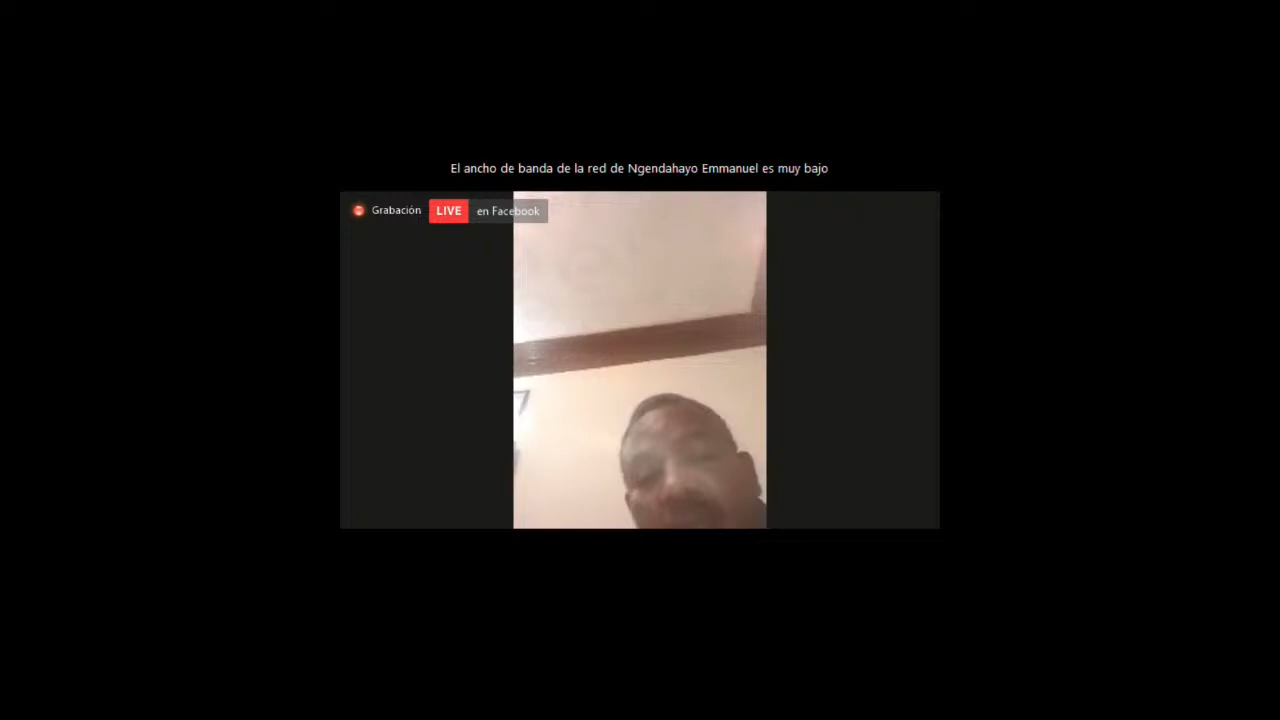 El ancho de banda de la red de Ngendahayo Emmanuel es muy bajo
Grabación LIVE en Facebook